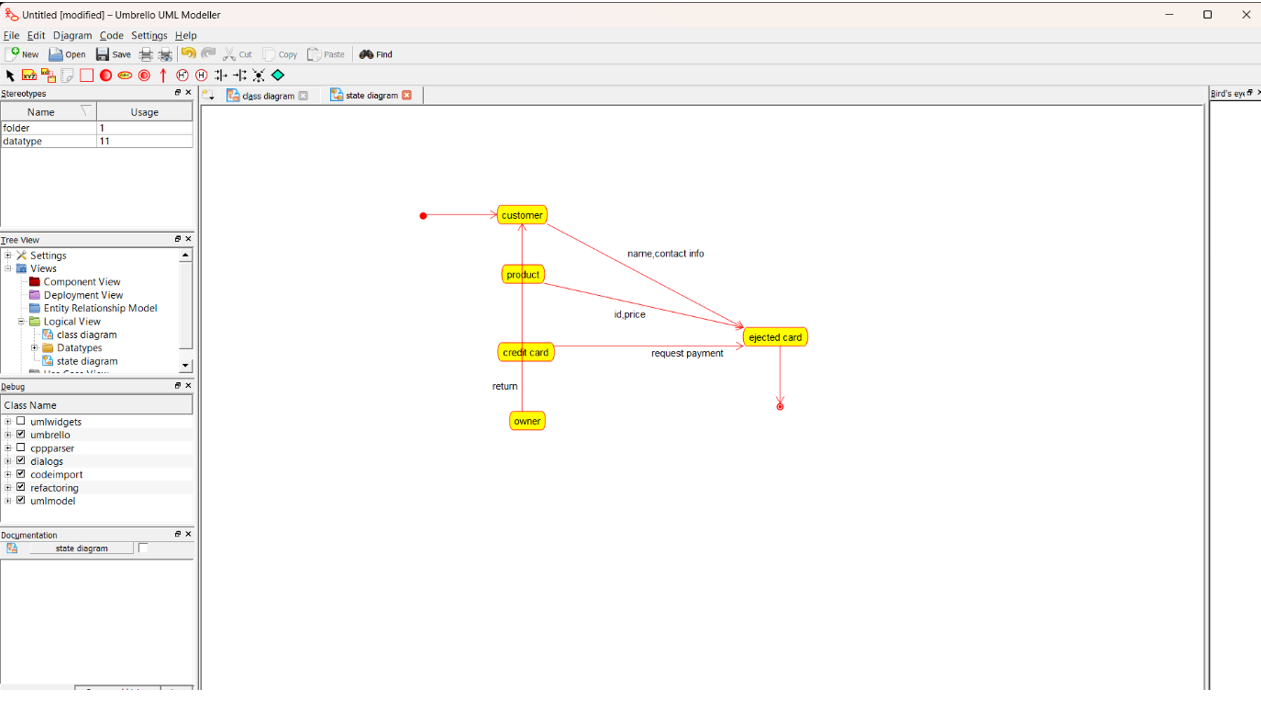 Untitled [modified] – Umbrello UML Modeller
File Edit Diagram Code Settings Help
New Open Save Cut Copy Paste Find
Stereotypes
Name Usage
folder 1
datatype 11
Tree View
Settings
Views
Component View
Deployment View
Entity Relationship Model
Logical View
class diagram
Datatypes
state diagram
Debug
Class Name
umlwidgets
umbrello
cppparser
dialogs
codeimport
refactoring
umlmodel
Documentation
state diagram
class diagram state diagram
customer
name,contact info
product
id,price
ejected card
credit card
request payment
return
owner
Bird's eye